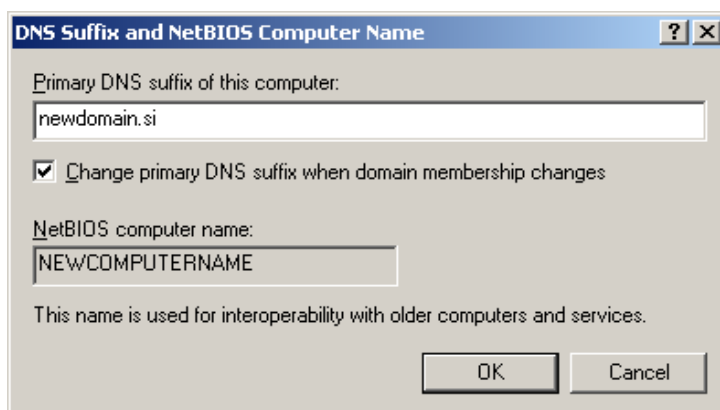 DNS Suffix and NetBIOS Computer Name
Primary DNS suffix of this computer:
newdomain.si
Change primary DNS suffix when domain membership changes
NetBIOS computer name:
NEWCOMPUTERNAME
This name is used for interoperability with older computers and services.
OK Cancel